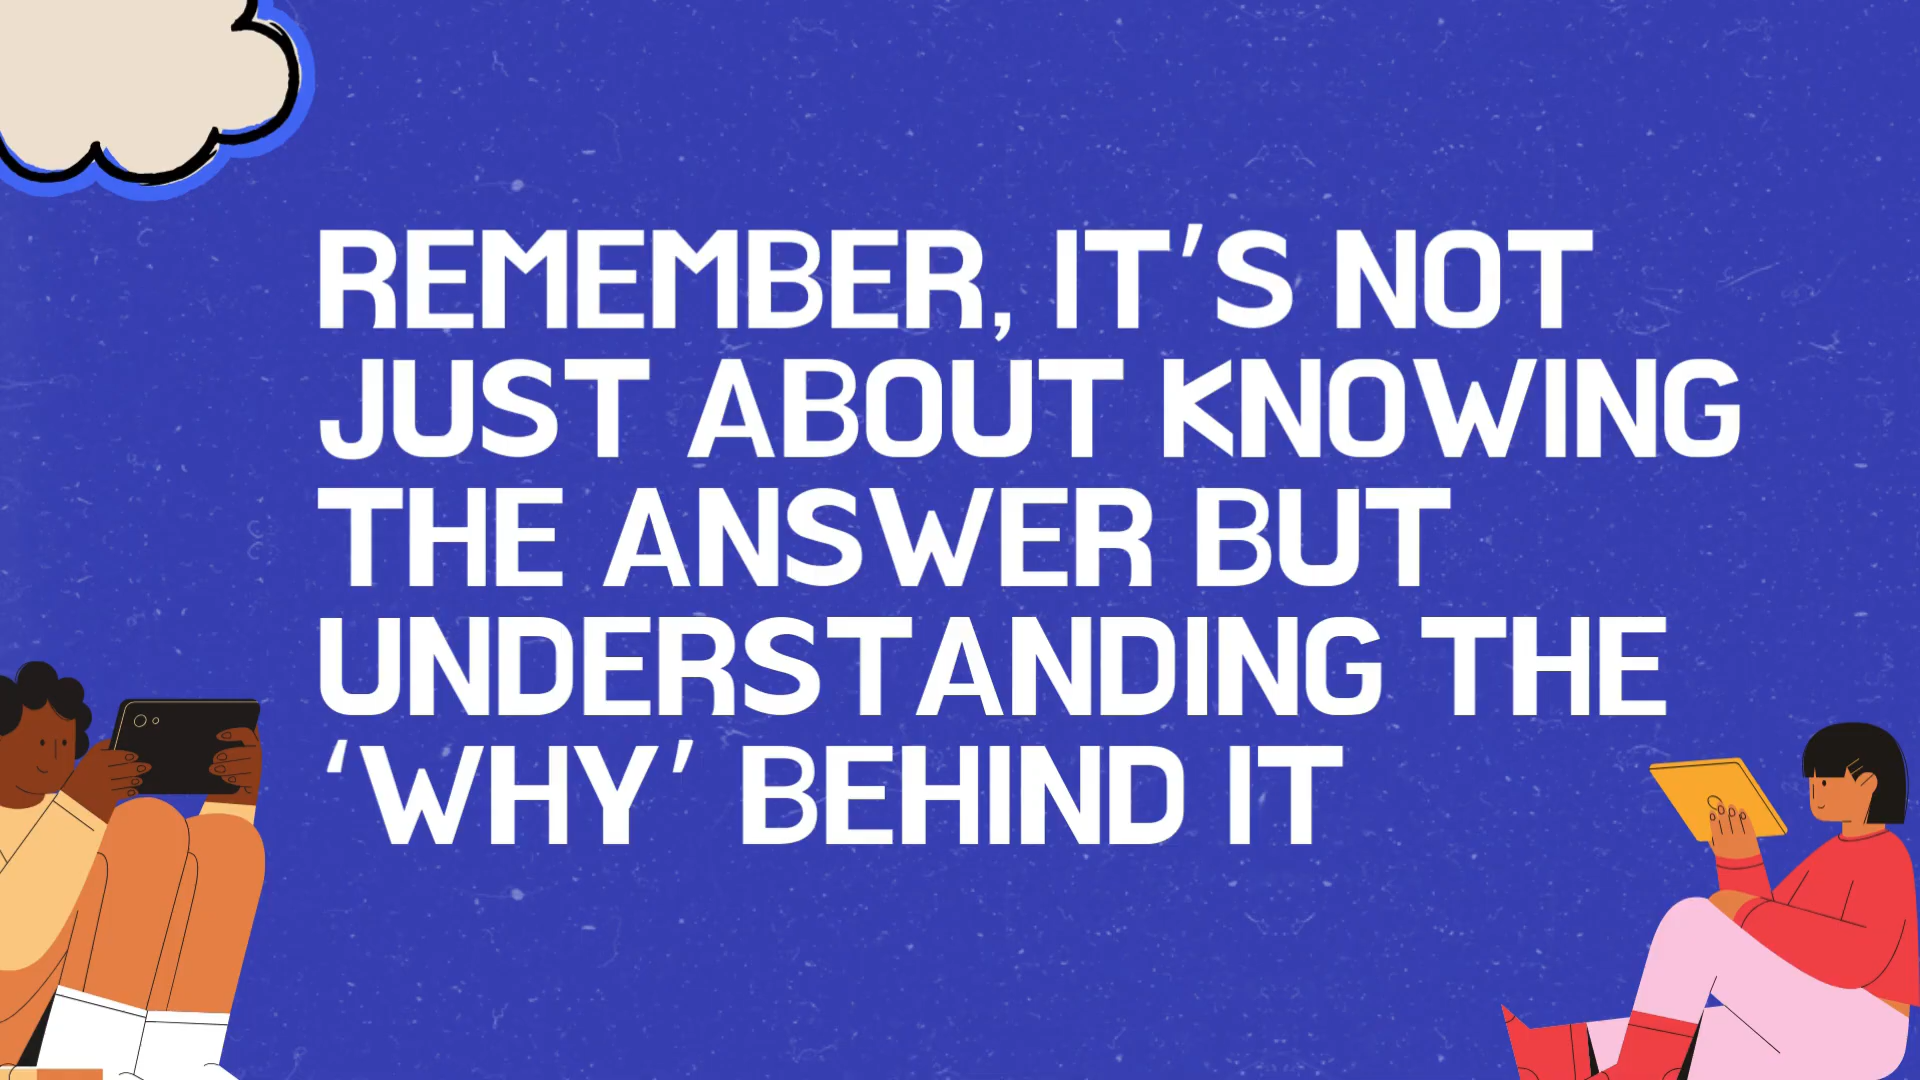 REMEMBER, IT'S NOT
JUST ABOUT KNOWING
THE ANSWER BUT
UNDERSTANDING THE
‘WHY’ BEHIND IT